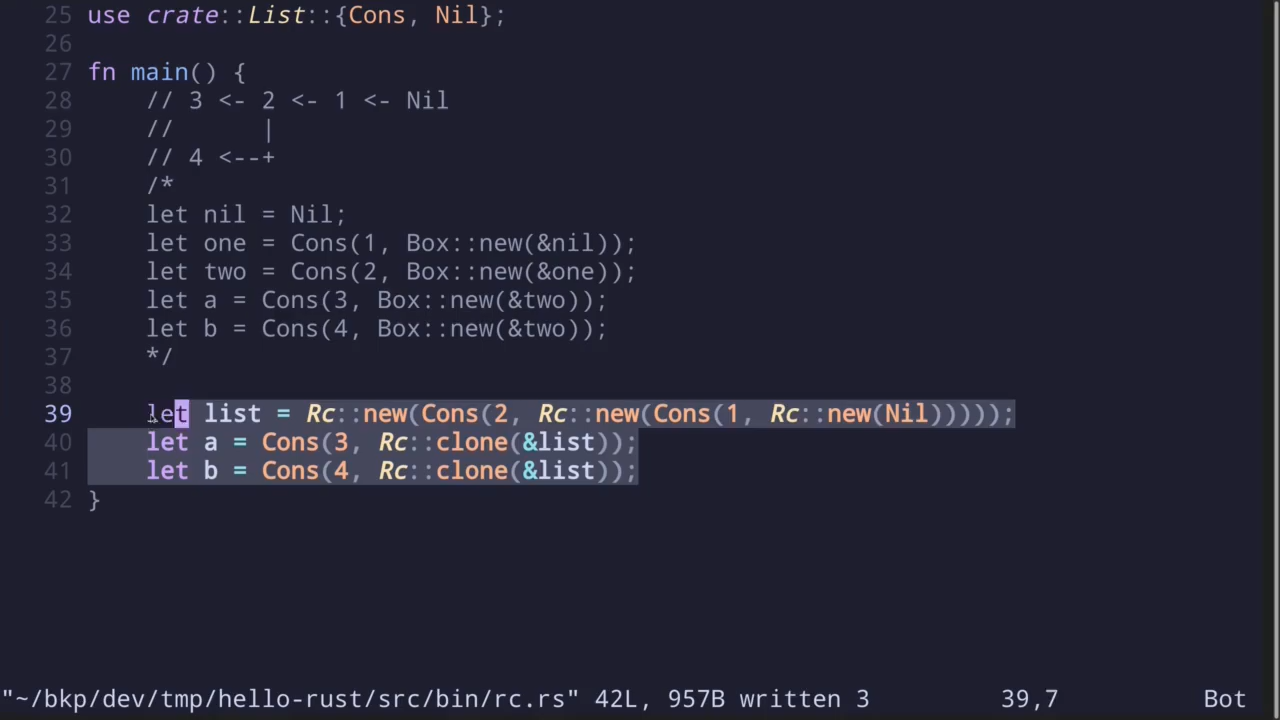 25 use crate::List::{Cons, Nil};
26
27 fn main() {
28     // 3 <- 2 <- 1 <- Nil
29     //      |
30     // 4 <--+
31     /*
32     let nil = Nil;
33     let one = Cons(1, Box::new(&nil));
34     let two = Cons(2, Box::new(&one));
35     let a = Cons(3, Box::new(&two));
36     let b = Cons(4, Box::new(&two));
37     */
38
39     let list = Rc::new(Cons(2, Rc::new(Cons(1, Rc::new(Nil)))));
40     let a = Cons(3, Rc::clone(&list));
41     let b = Cons(4, Rc::clone(&list));
42 }
"~/bkp/dev/tmp/hello-rust/src/bin/rc.rs" 42L, 957B written 3 39,7 Bot